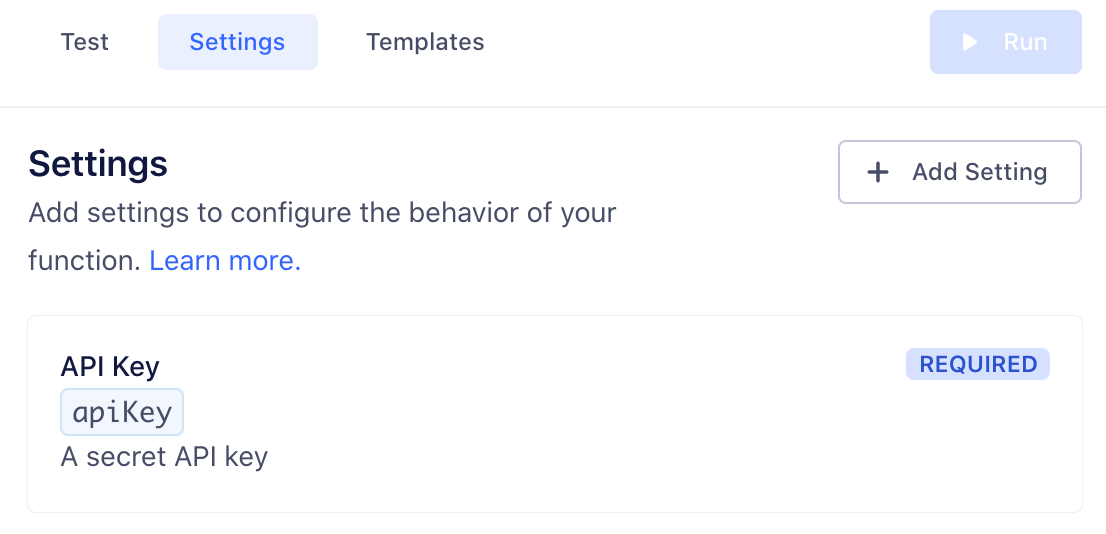 Test
Settings
Templates
Run
Settings
Add Setting
Add settings to configure the behavior of your
function. Learn more.
API Key
REQUIRED
apiKey
A secret API key